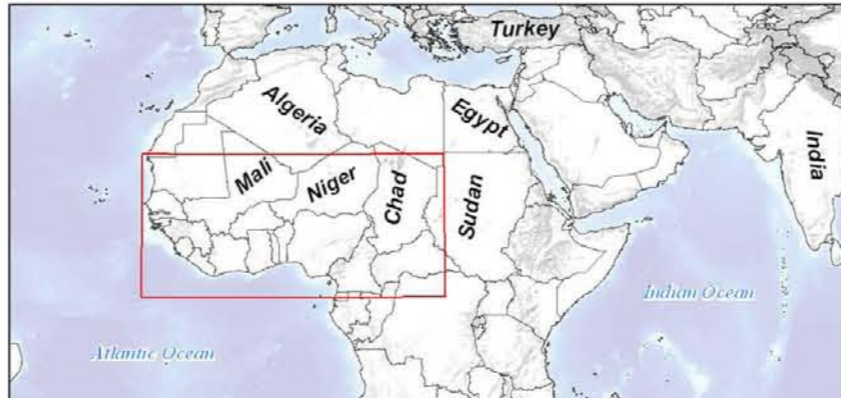 Turkey
Algeria
Egypt
India
Mali
Niger
Chad
Sudan
Indian Ocean
Atlantic Ocean